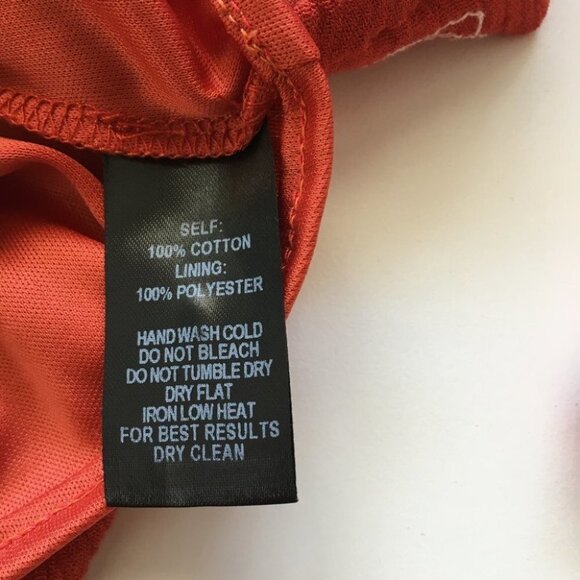 SELF:
100% COTTON
LINING:
100% POLYESTER
HAND WASH COLD
DO NOT BLEACH
DO NOT TUMBLE DRY
DRY FLAT
IRON LOW HEAT
FOR BEST RESULTS
DRY CLEAN